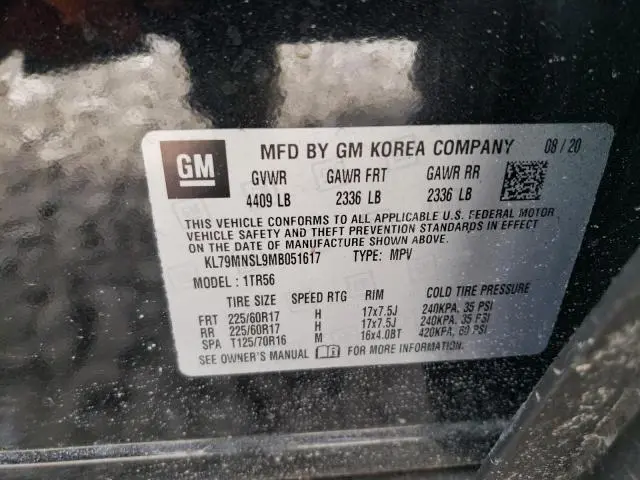 GM
MFD BY GM KOREA COMPANY 08/20
GVWR GAWR FRT GAWR RR
4409 LB 2336 LB 2336 LB
THIS VEHICLE CONFORMS TO ALL APPLICABLE U.S. FEDERAL MOTOR
VEHICLE SAFETY AND THEFT PREVENTION STANDARDS IN EFFECT
ON THE DATE OF MANUFACTURE SHOWN ABOVE.
KL79MNSL9MB051617 TYPE: MPV
MODEL: 1TR56
TIRE SIZE SPEED RTG RIM COLD TIRE PRESSURE
FRT 225/60R17 H 17x7.5J 240KPA, 35 PSI
RR 225/60R17 H 17x7.5J 240KPA, 35 PSI
SPA T125/70R16 M 16x4.0BT 420KPA, 60 PSI
SEE OWNER'S MANUAL FOR MORE INFORMATION.